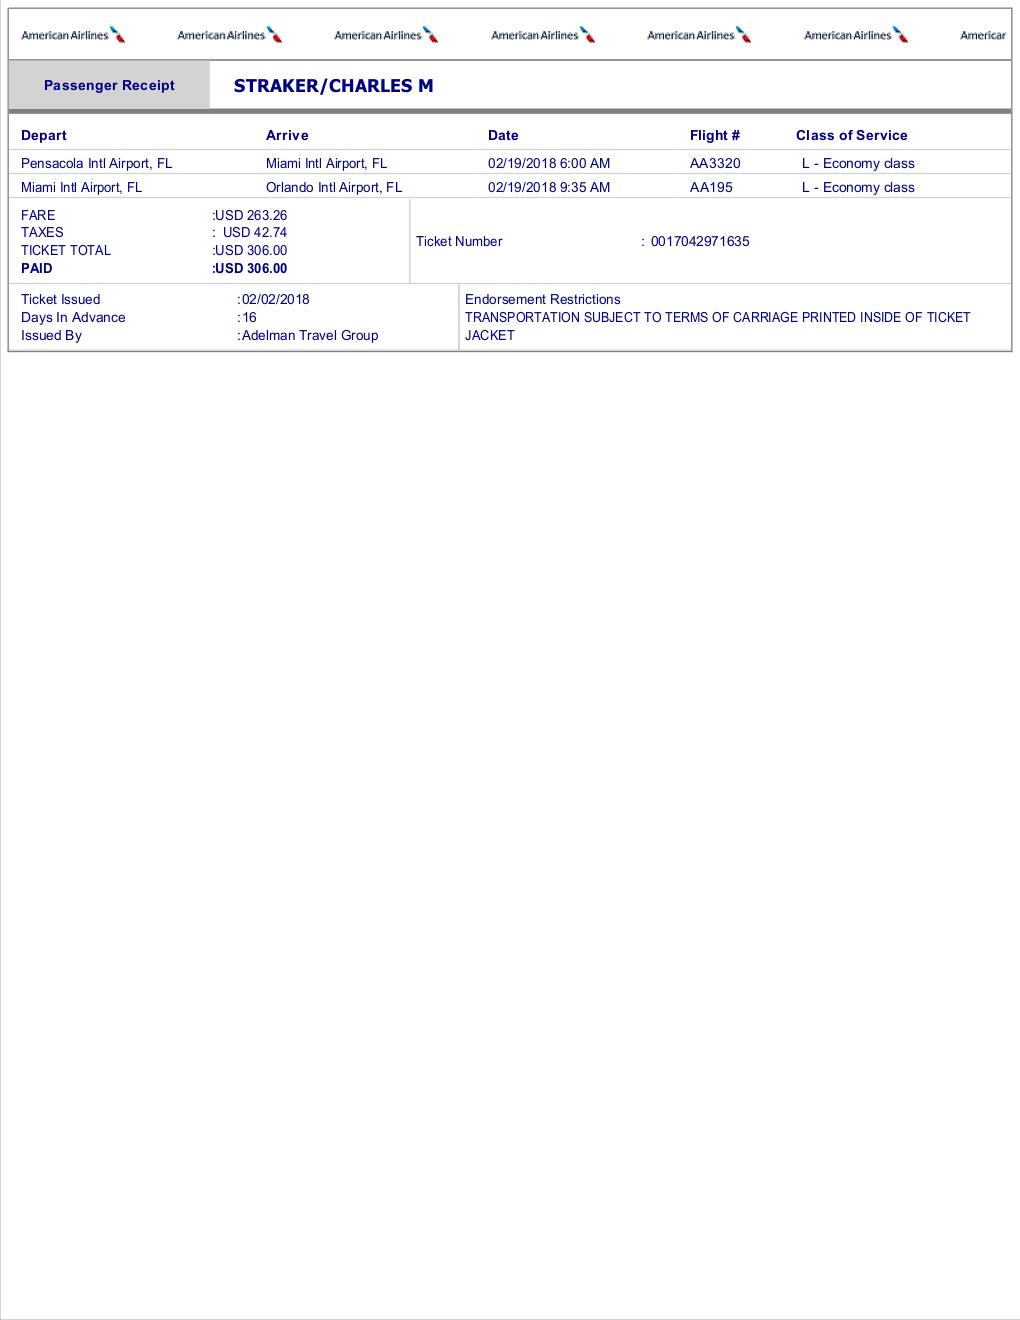 American Airlines American Airlines American Airlines American Airlines American Airlines American Airlines Americar
Passenger Receipt STRAKER/CHARLES M
Depart Arrive Date Flight # Class of Service
Pensacola Intl Airport, FL Miami Intl Airport, FL 02/19/2018 6:00 AM AA3320 L - Economy class
Miami Intl Airport, FL Orlando Intl Airport, FL 02/19/2018 9:35 AM AA195 L - Economy class
FARE :USD 263.26
TAXES : USD 42.74
TICKET TOTAL :USD 306.00
PAID :USD 306.00
Ticket Number : 0017042971635
Ticket Issued :02/02/2018
Days In Advance :16
Issued By :Adelman Travel Group
Endorsement Restrictions
TRANSPORTATION SUBJECT TO TERMS OF CARRIAGE PRINTED INSIDE OF TICKET
JACKET